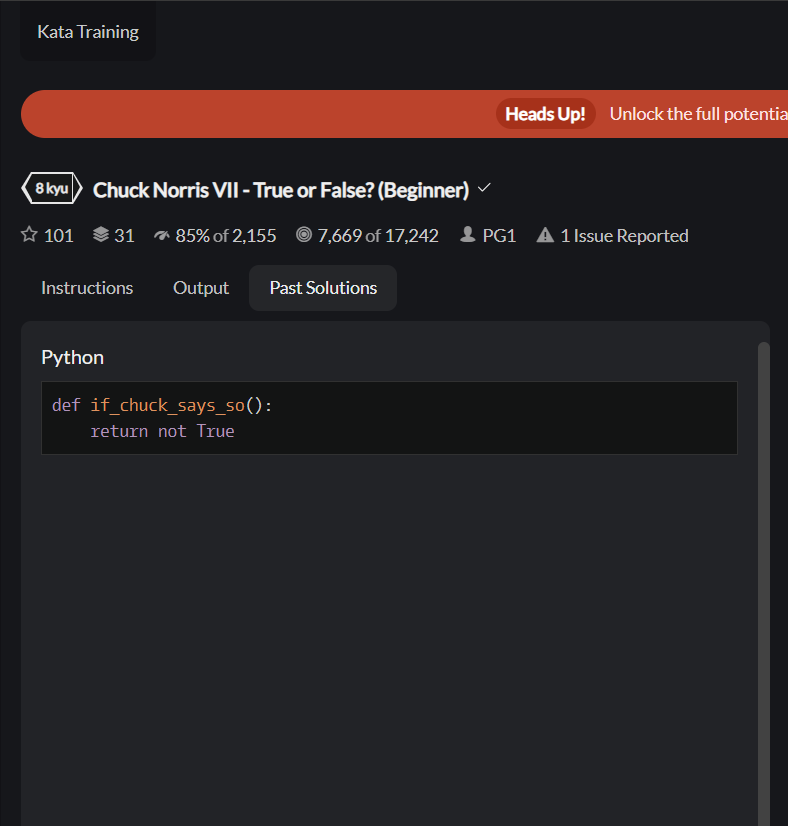 Kata Training
Heads Up! Unlock the full potentia
8 kyu Chuck Norris VII - True or False? (Beginner)
101 31 85% of 2,155 7,669 of 17,242 PG1 1 Issue Reported
Instructions Output Past Solutions
Python
def if_chuck_says_so():
    return not True